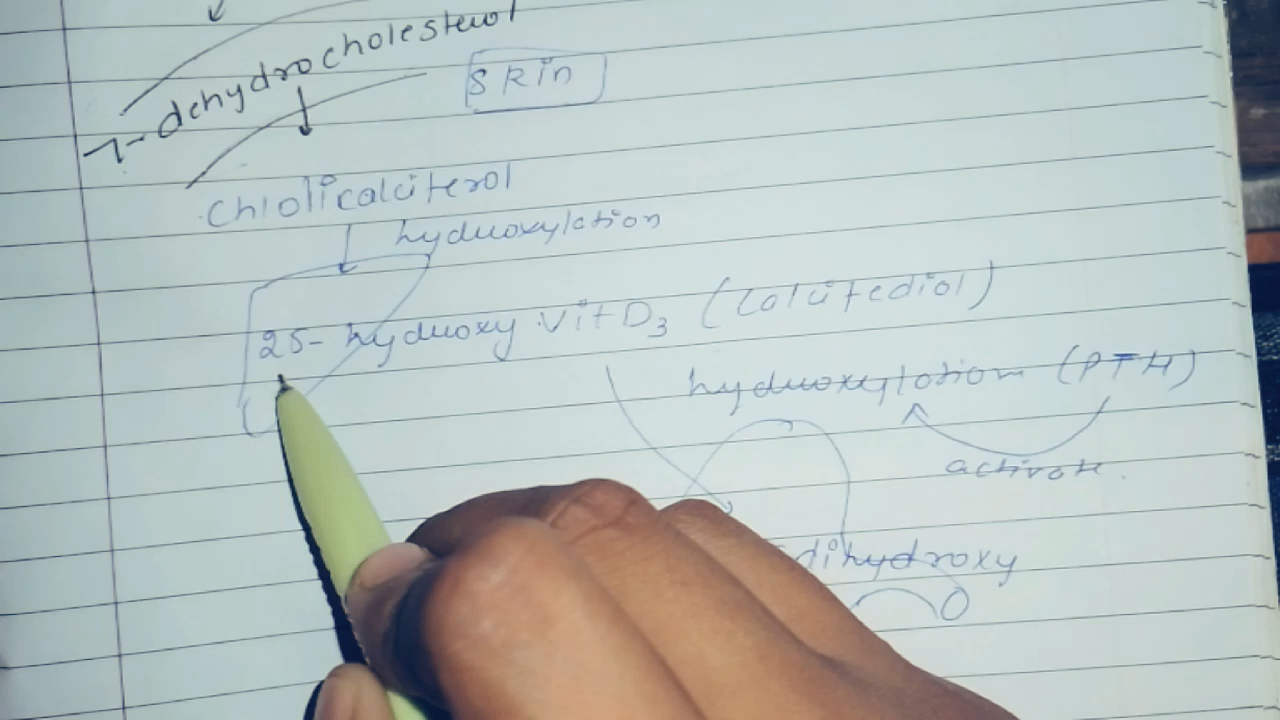 7-dehydrocholesterol
skin
Chlolicalciferol
hydroxylation
25-hydroxy Vit D3 (Calcifediol)
hydroxylation (PTH)
activate.
dihydroxy